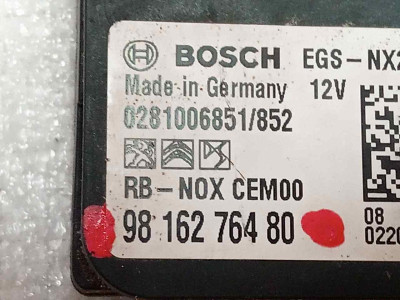 BOSCH EGS-NX2
Made in Germany 12V
0281006851/852
RB-NOX CEM00
98 162 764 80
08
0220